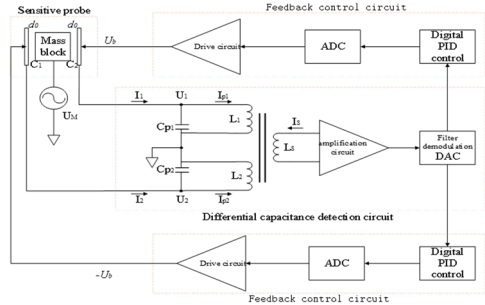 Feedback control circuit
Sensitive probe
d0 d0
Mass
block
C1 C2
UM
Ub
Drive circuit
ADC
Digital
PID
control
I1 U1 Ip1
Cp1
L1
Cp2
L2
I2 U2 Ip2
IS
LS
amplification
circuit
Filter
demodulation
DAC
Differential capacitance detection circuit
-Ub
Drive circuit
ADC
Digital
PID
control
Feedback control circuit